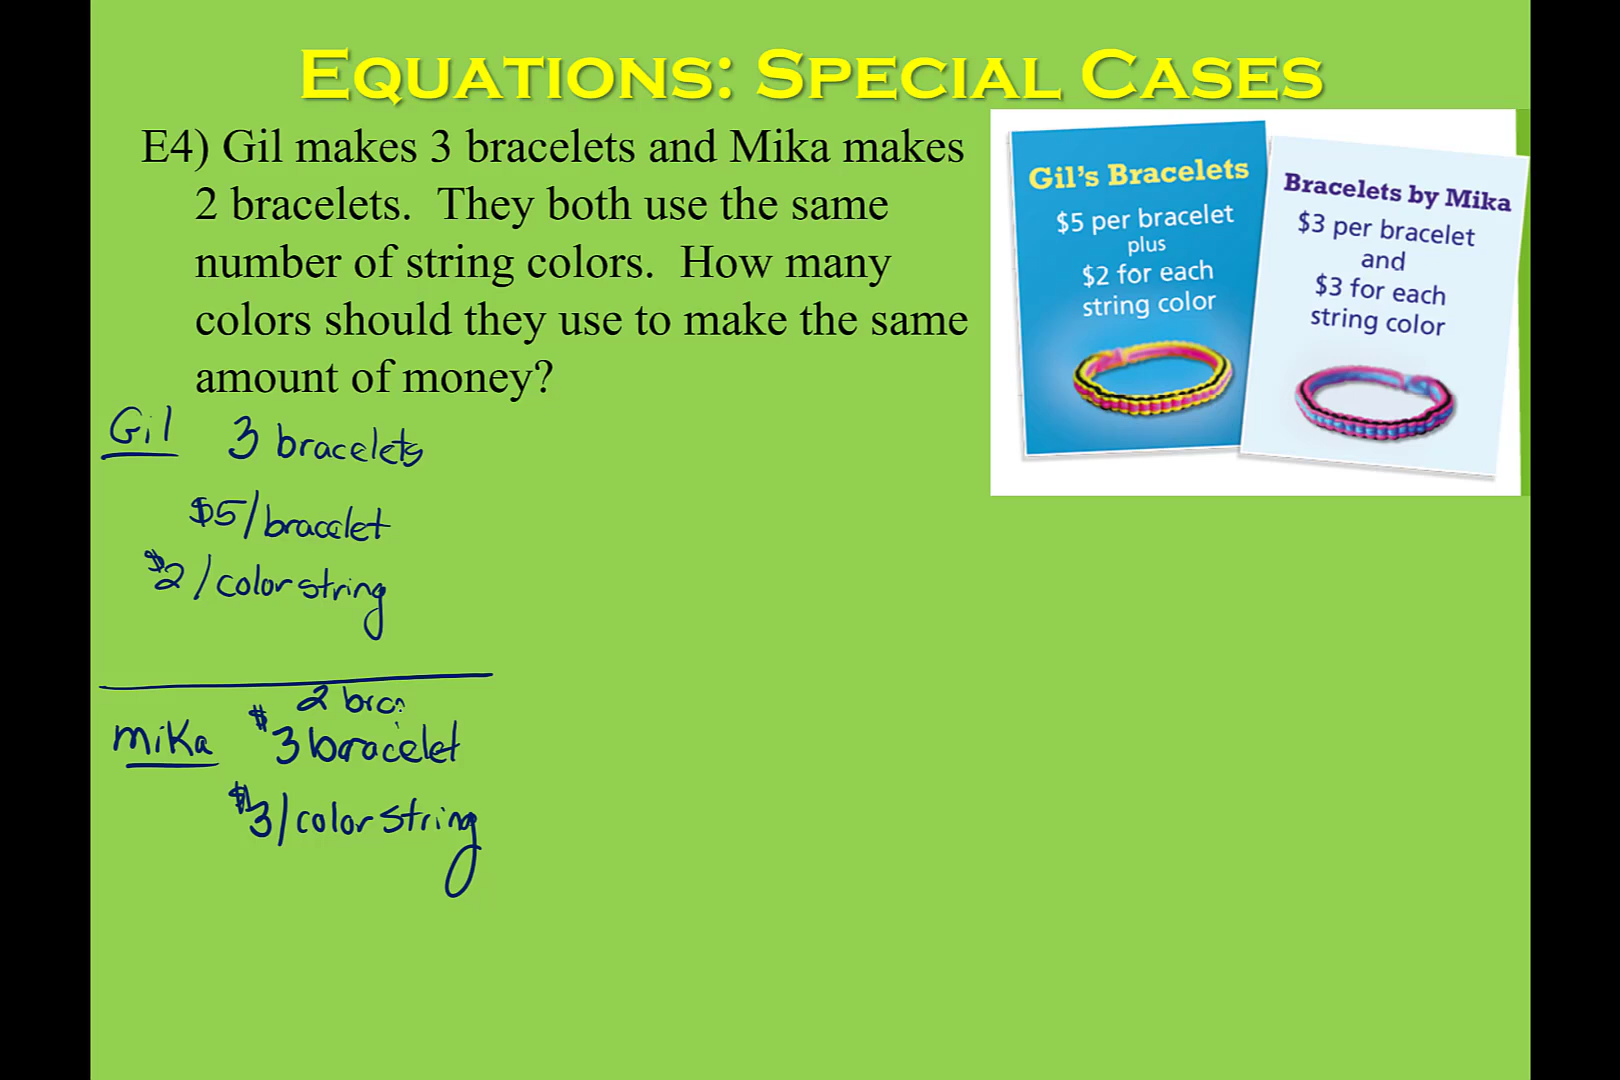 EQUATIONS: SPECIAL CASES
E4) Gil makes 3 bracelets and Mika makes
2 bracelets. They both use the same
number of string colors. How many
colors should they use to make the same
amount of money?
Gil's Bracelets
$5 per bracelet
plus
$2 for each
string color
Bracelets by Mika
$3 per bracelet
and
$3 for each
string color
Gil 3 bracelets
$5/bracelet
$2/color string
2 bra
Mika $3 bracelet
$3/color string